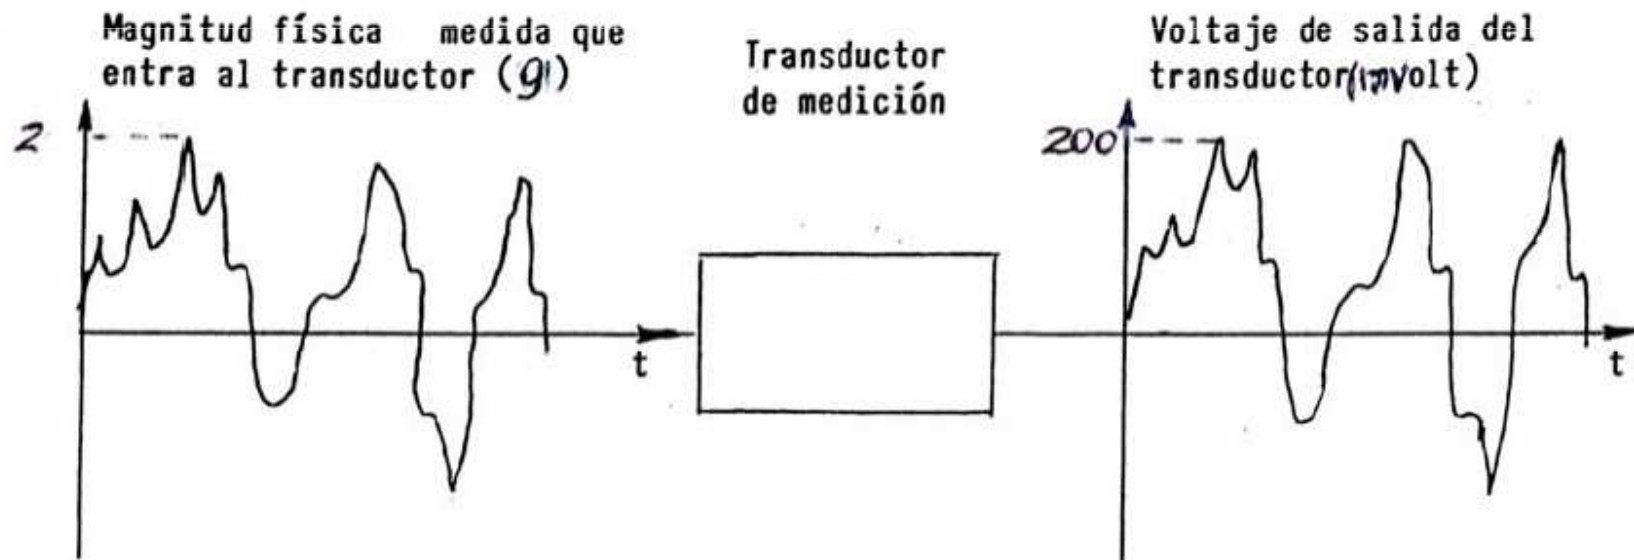 Magnitud física medida que
entra al transductor (g)
Transductor
de medición
Voltaje de salida del
transductor (mvolt)
2
200
t
t